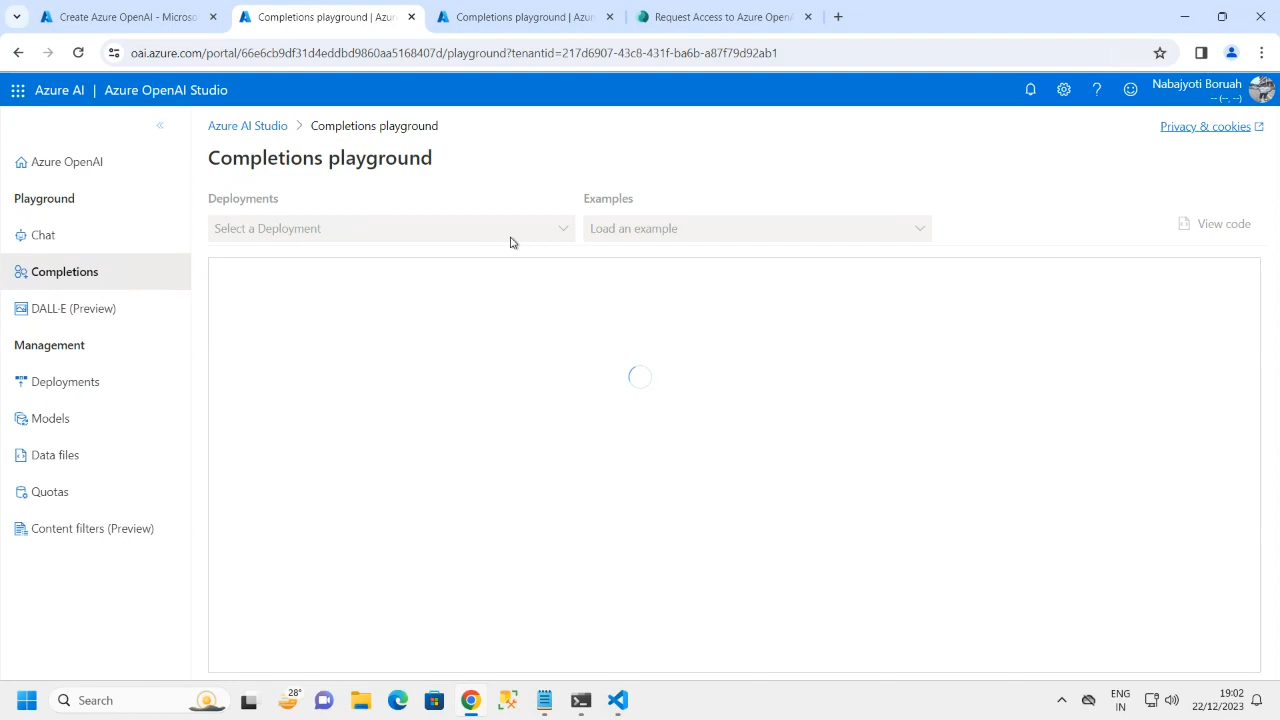 Create Azure OpenAI - Microso
Completions playground | Azur
Completions playground | Azur
Request Access to Azure OpenA
oai.azure.com/portal/66e6cb9df31d4eddbd9860aa5168407d/playground?tenantid=217d6907-43c8-431f-ba6b-a87f79d92ab1
Azure AI | Azure OpenAI Studio
Nabajyoti Boruah
-- (--, --)
Azure AI Studio > Completions playground
Privacy & cookies
Completions playground
Azure OpenAI
Playground
Chat
Completions
DALL·E (Preview)
Management
Deployments
Models
Data files
Quotas
Content filters (Preview)
Deployments
Select a Deployment
Examples
Load an example
View code
Search
28°
ENG
IN
19:02
22/12/2023